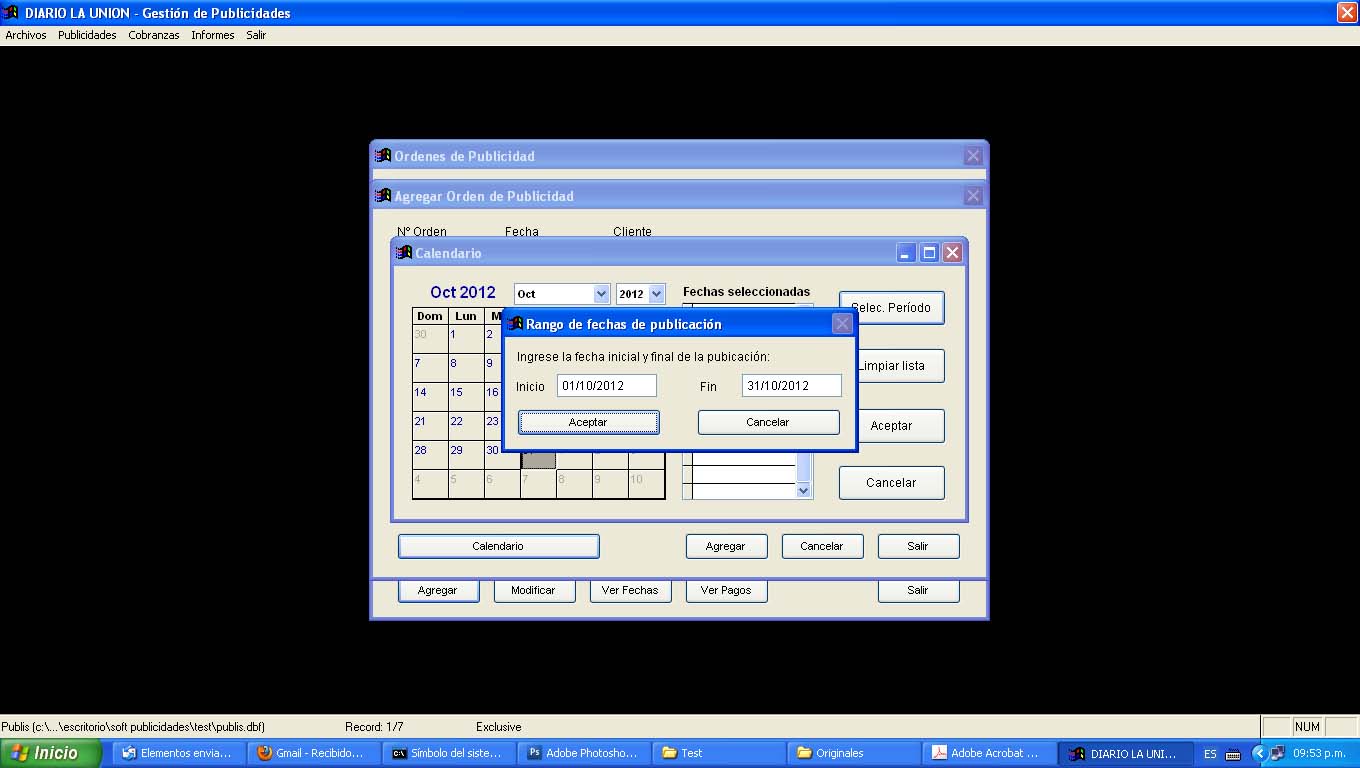 DIARIO LA UNION - Gestión de Publicidades
Archivos Publicidades Cobranzas Informes Salir
Ordenes de Publicidad
Agregar Orden de Publicidad
Nº Orden Fecha Cliente
Calendario
Oct 2012 Oct 2012 Fechas seleccionadas
Selec. Período
Dom Lun M
Rango de fechas de publicación
30 1 2
Ingrese la fecha inicial y final de la pubicación:
7 8 9
Limpiar lista
Inicio 01/10/2012 Fin 31/10/2012
14 15 16
Aceptar Cancelar
21 22 23
Aceptar
28 29 30
4 5 6 7 8 9 10
Cancelar
Calendario Agregar Cancelar Salir
Agregar Modificar Ver Fechas Ver Pagos Salir
Publis (c:\...\escritorio\soft publicidades\test\publis.dbf) Record: 1/7 Exclusive NUM
Inicio Elementos envia... Gmail - Recibido... Símbolo del siste... Adobe Photosho... Test Originales Adobe Acrobat ... DIARIO LA UNI... ES 09:53 p.m.